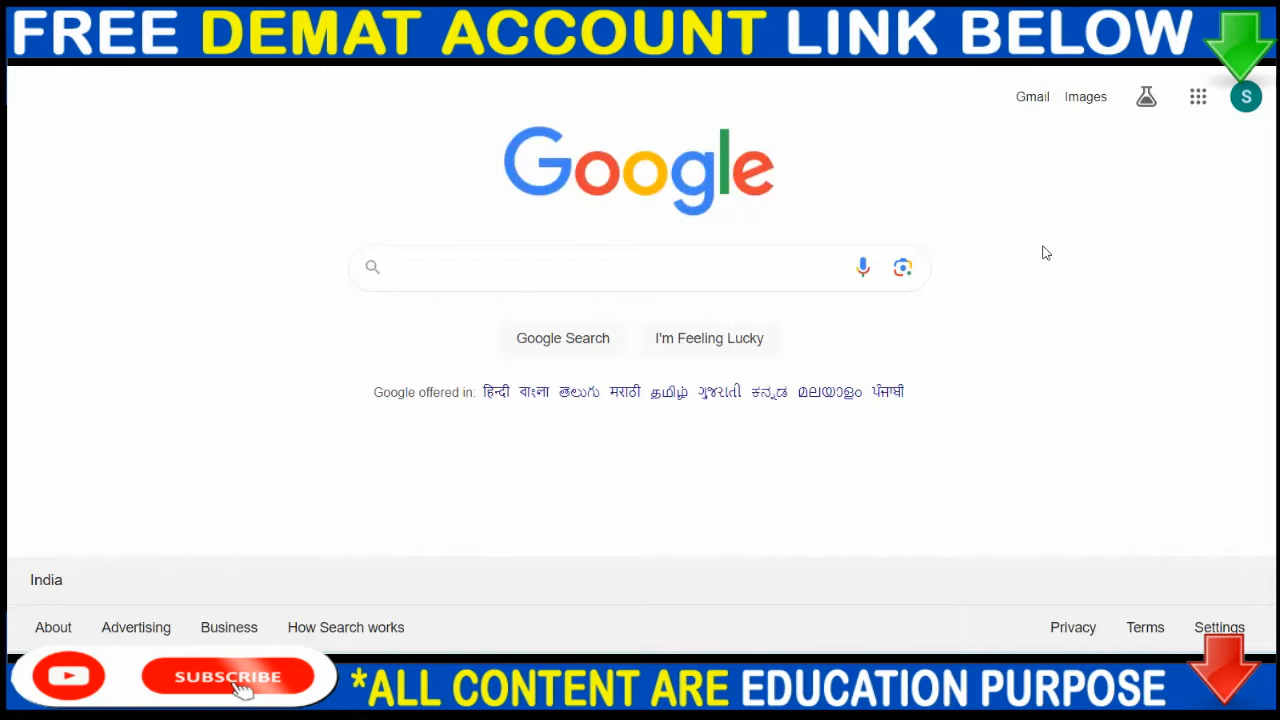 FREE DEMAT ACCOUNT LINK BELOW
Gmail Images S
Google
Google Search I'm Feeling Lucky
Google offered in: हिन्दी বাংলা తెలుగు मराठी தமிழ் ગુજરાતી ಕನ್ನಡ മലയാളം ਪੰਜਾਬੀ
India
About Advertising Business How Search works Privacy Terms Settings
SUBSCRIBE
*ALL CONTENT ARE EDUCATION PURPOSE